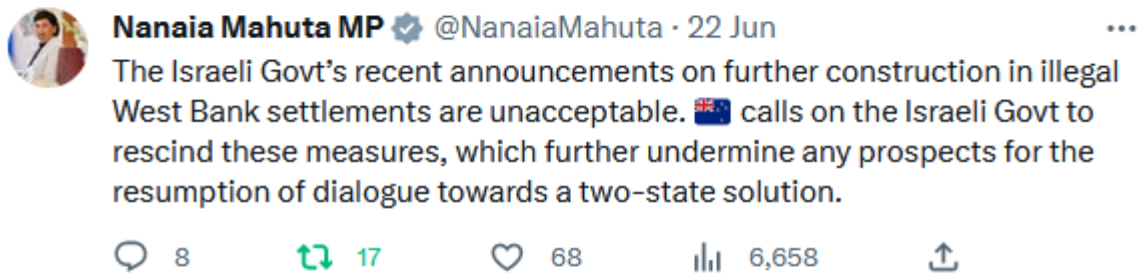 Nanaia Mahuta MP @NanaiaMahuta · 22 Jun
The Israeli Govt’s recent announcements on further construction in illegal
West Bank settlements are unacceptable. 🇳🇿 calls on the Israeli Govt to
rescind these measures, which further undermine any prospects for the
resumption of dialogue towards a two-state solution.
8 17 68 6,658